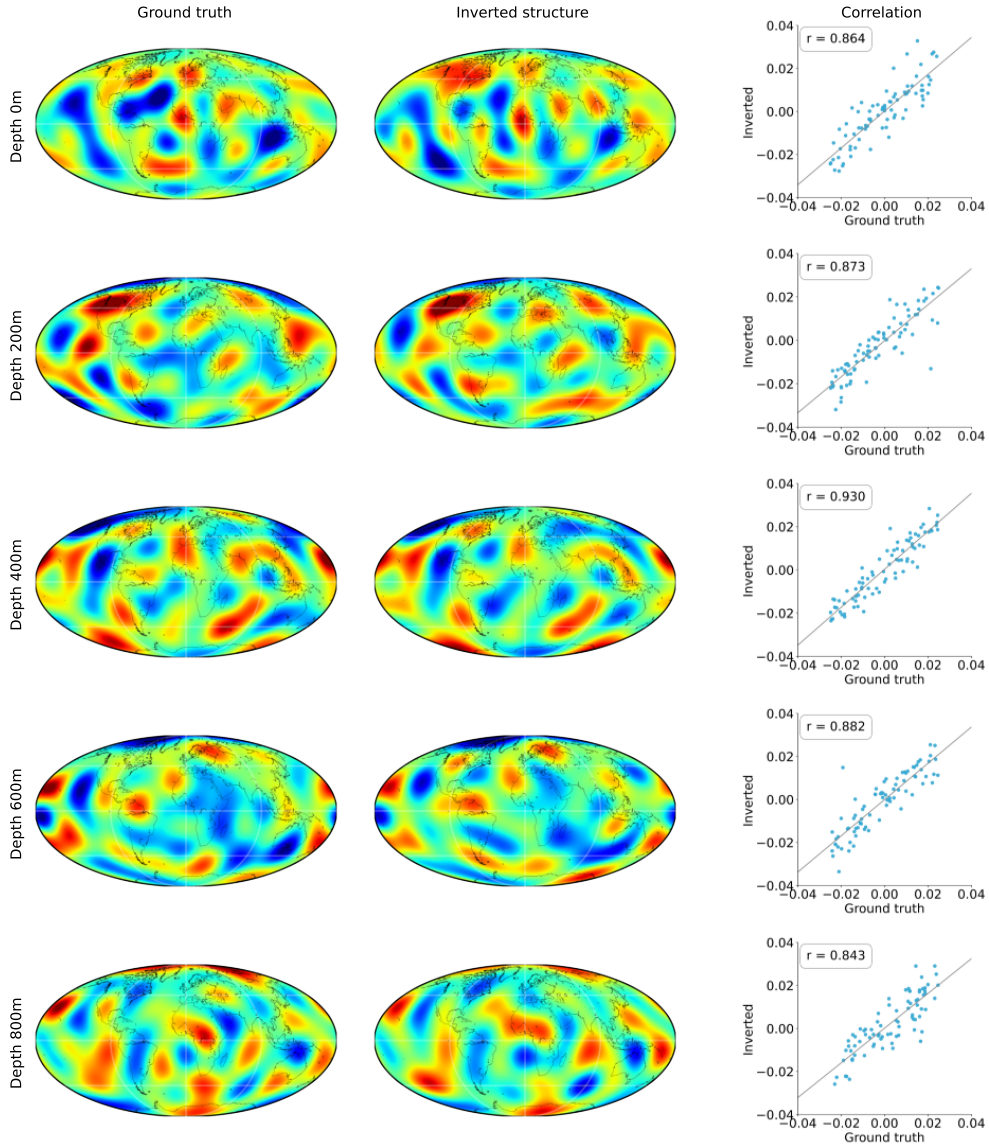 Ground truth
Inverted structure
Correlation
Depth 0m
r = 0.864
0.04
0.02
0.00
−0.02
−0.04
Inverted
−0.04 −0.02 0.00 0.02 0.04
Ground truth
Depth 200m
r = 0.873
0.04
0.02
0.00
−0.02
−0.04
Inverted
−0.04 −0.02 0.00 0.02 0.04
Ground truth
Depth 400m
r = 0.930
0.04
0.02
0.00
−0.02
−0.04
Inverted
−0.04 −0.02 0.00 0.02 0.04
Ground truth
Depth 600m
r = 0.882
0.04
0.02
0.00
−0.02
−0.04
Inverted
−0.04 −0.02 0.00 0.02 0.04
Ground truth
Depth 800m
r = 0.843
0.04
0.02
0.00
−0.02
−0.04
Inverted
−0.04 −0.02 0.00 0.02 0.04
Ground truth